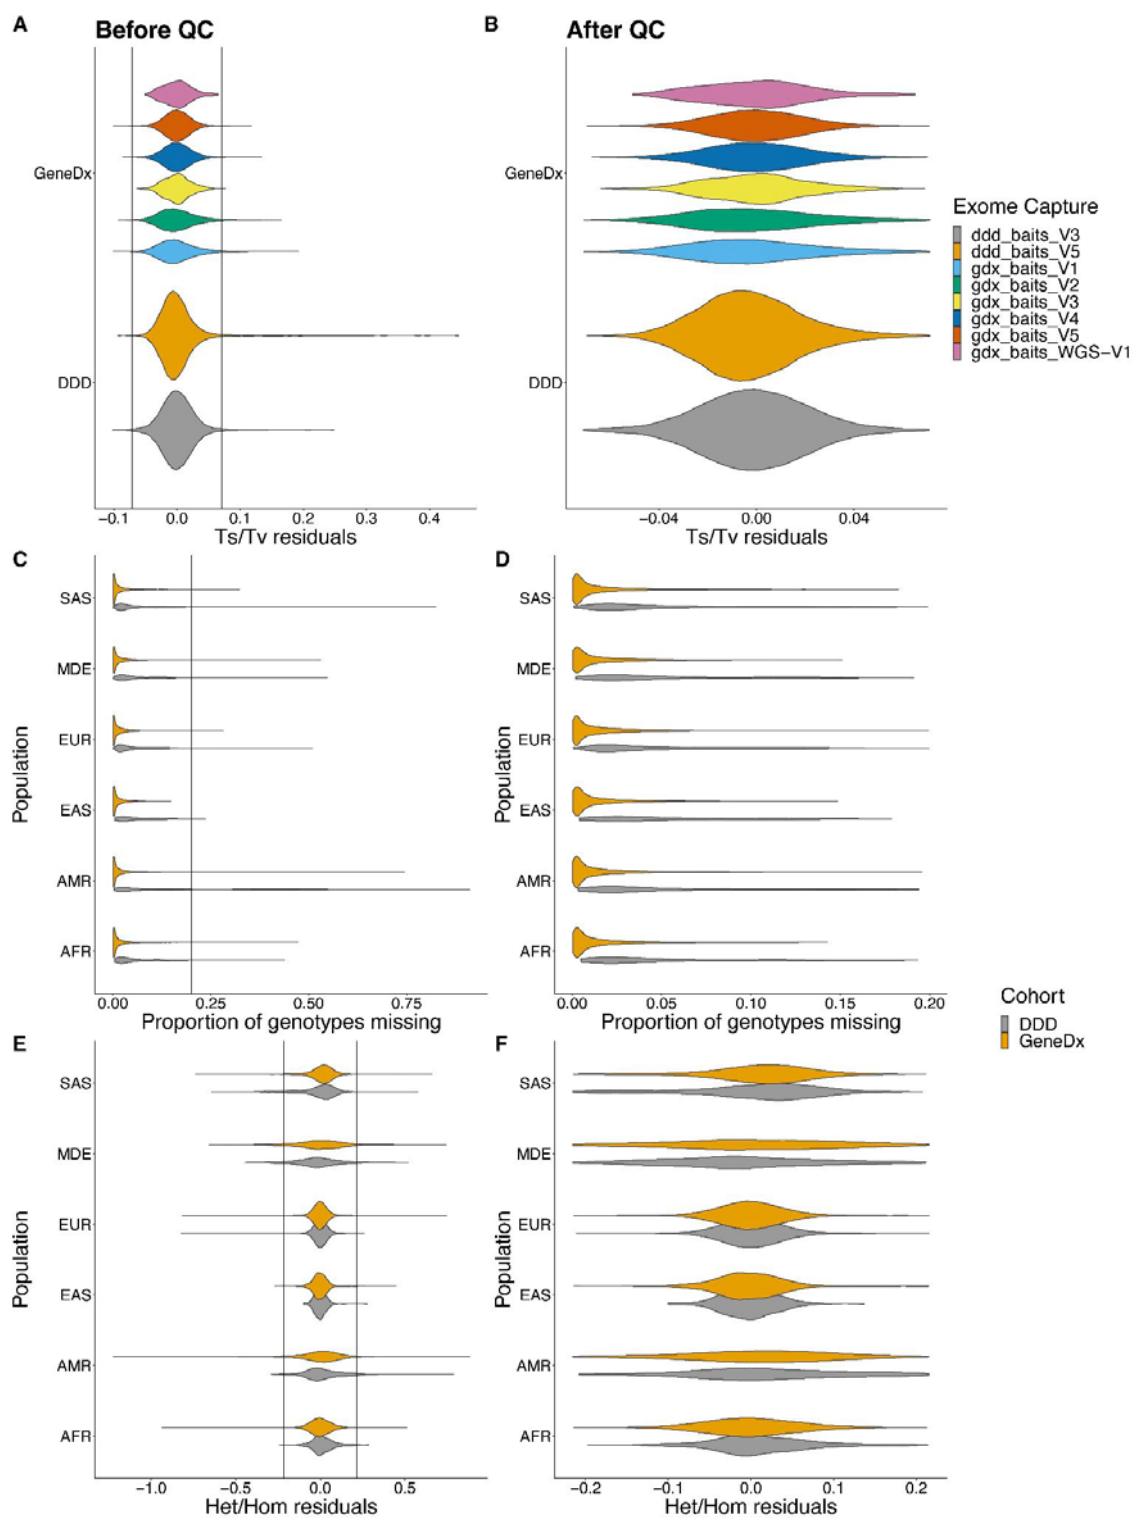 A Before QC
B After QC
GeneDx
DDD
−0.1 0.0 0.1 0.2 0.3 0.4
Ts/Tv residuals
GeneDx
DDD
−0.04 0.00 0.04
Ts/Tv residuals
Exome Capture
ddd_baits_V3
ddd_baits_V5
gdx_baits_V1
gdx_baits_V2
gdx_baits_V3
gdx_baits_V4
gdx_baits_V5
gdx_baits_WGS−V1
C
Population
SAS
MDE
EUR
EAS
AMR
AFR
0.00 0.25 0.50 0.75
Proportion of genotypes missing
D
Population
SAS
MDE
EUR
EAS
AMR
AFR
0.00 0.05 0.10 0.15 0.20
Proportion of genotypes missing
Cohort
DDD
GeneDx
E
Population
SAS
MDE
EUR
EAS
AMR
AFR
−1.0 −0.5 0.0 0.5
Het/Hom residuals
F
Population
SAS
MDE
EUR
EAS
AMR
AFR
−0.2 −0.1 0.0 0.1 0.2
Het/Hom residuals